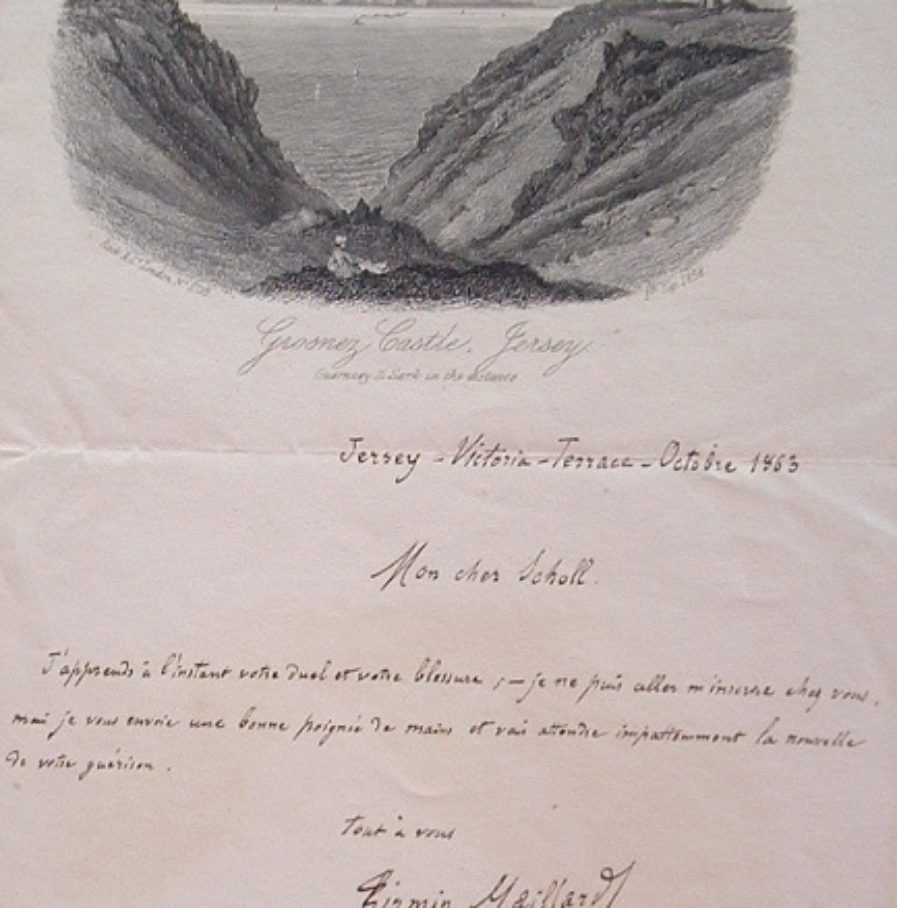 Grosnez Castle, Jersey
Guernsey & Sark in the distance
Jersey - Victoria - Terrace - Octobre 1863
Mon cher Scholl.
J'apprends à l'instant votre duel et votre blessure ; — je ne puis aller m'inscrire chez vous,
mais je vous envoie une bonne poignée de mains et vais attendre impatiemment la nouvelle
de votre guérison.
Tout à vous
Firmin Maillard